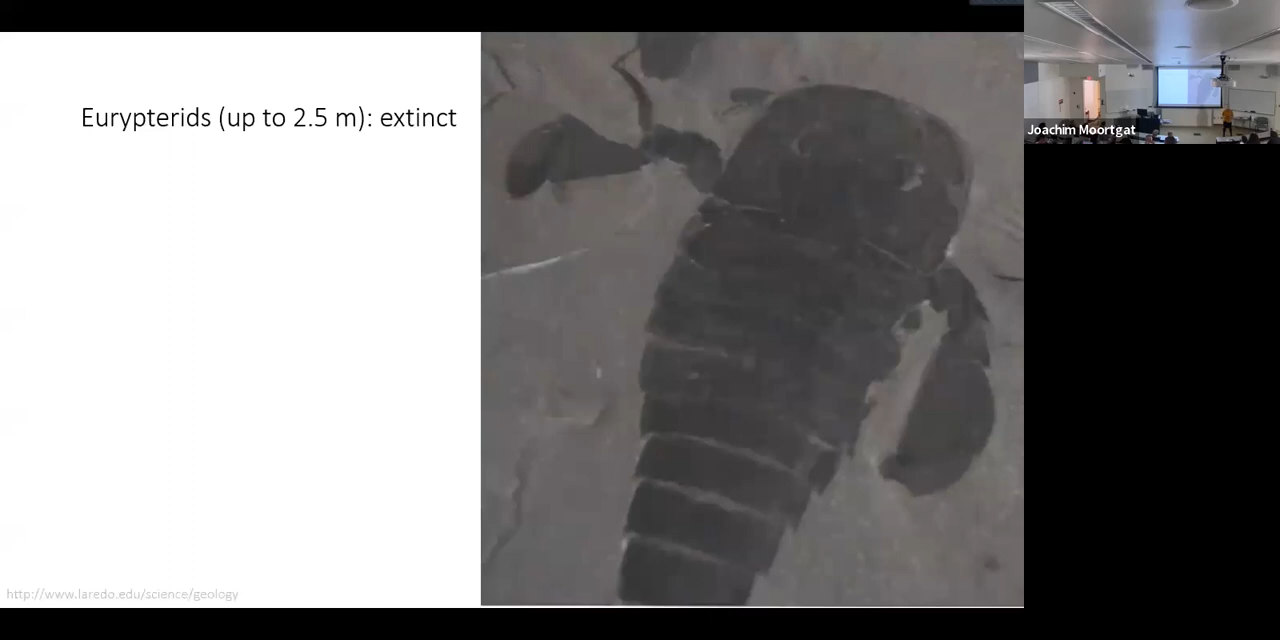 Eurypterids (up to 2.5 m): extinct
Joachim Moortgat
http://www.laredo.edu/science/geology